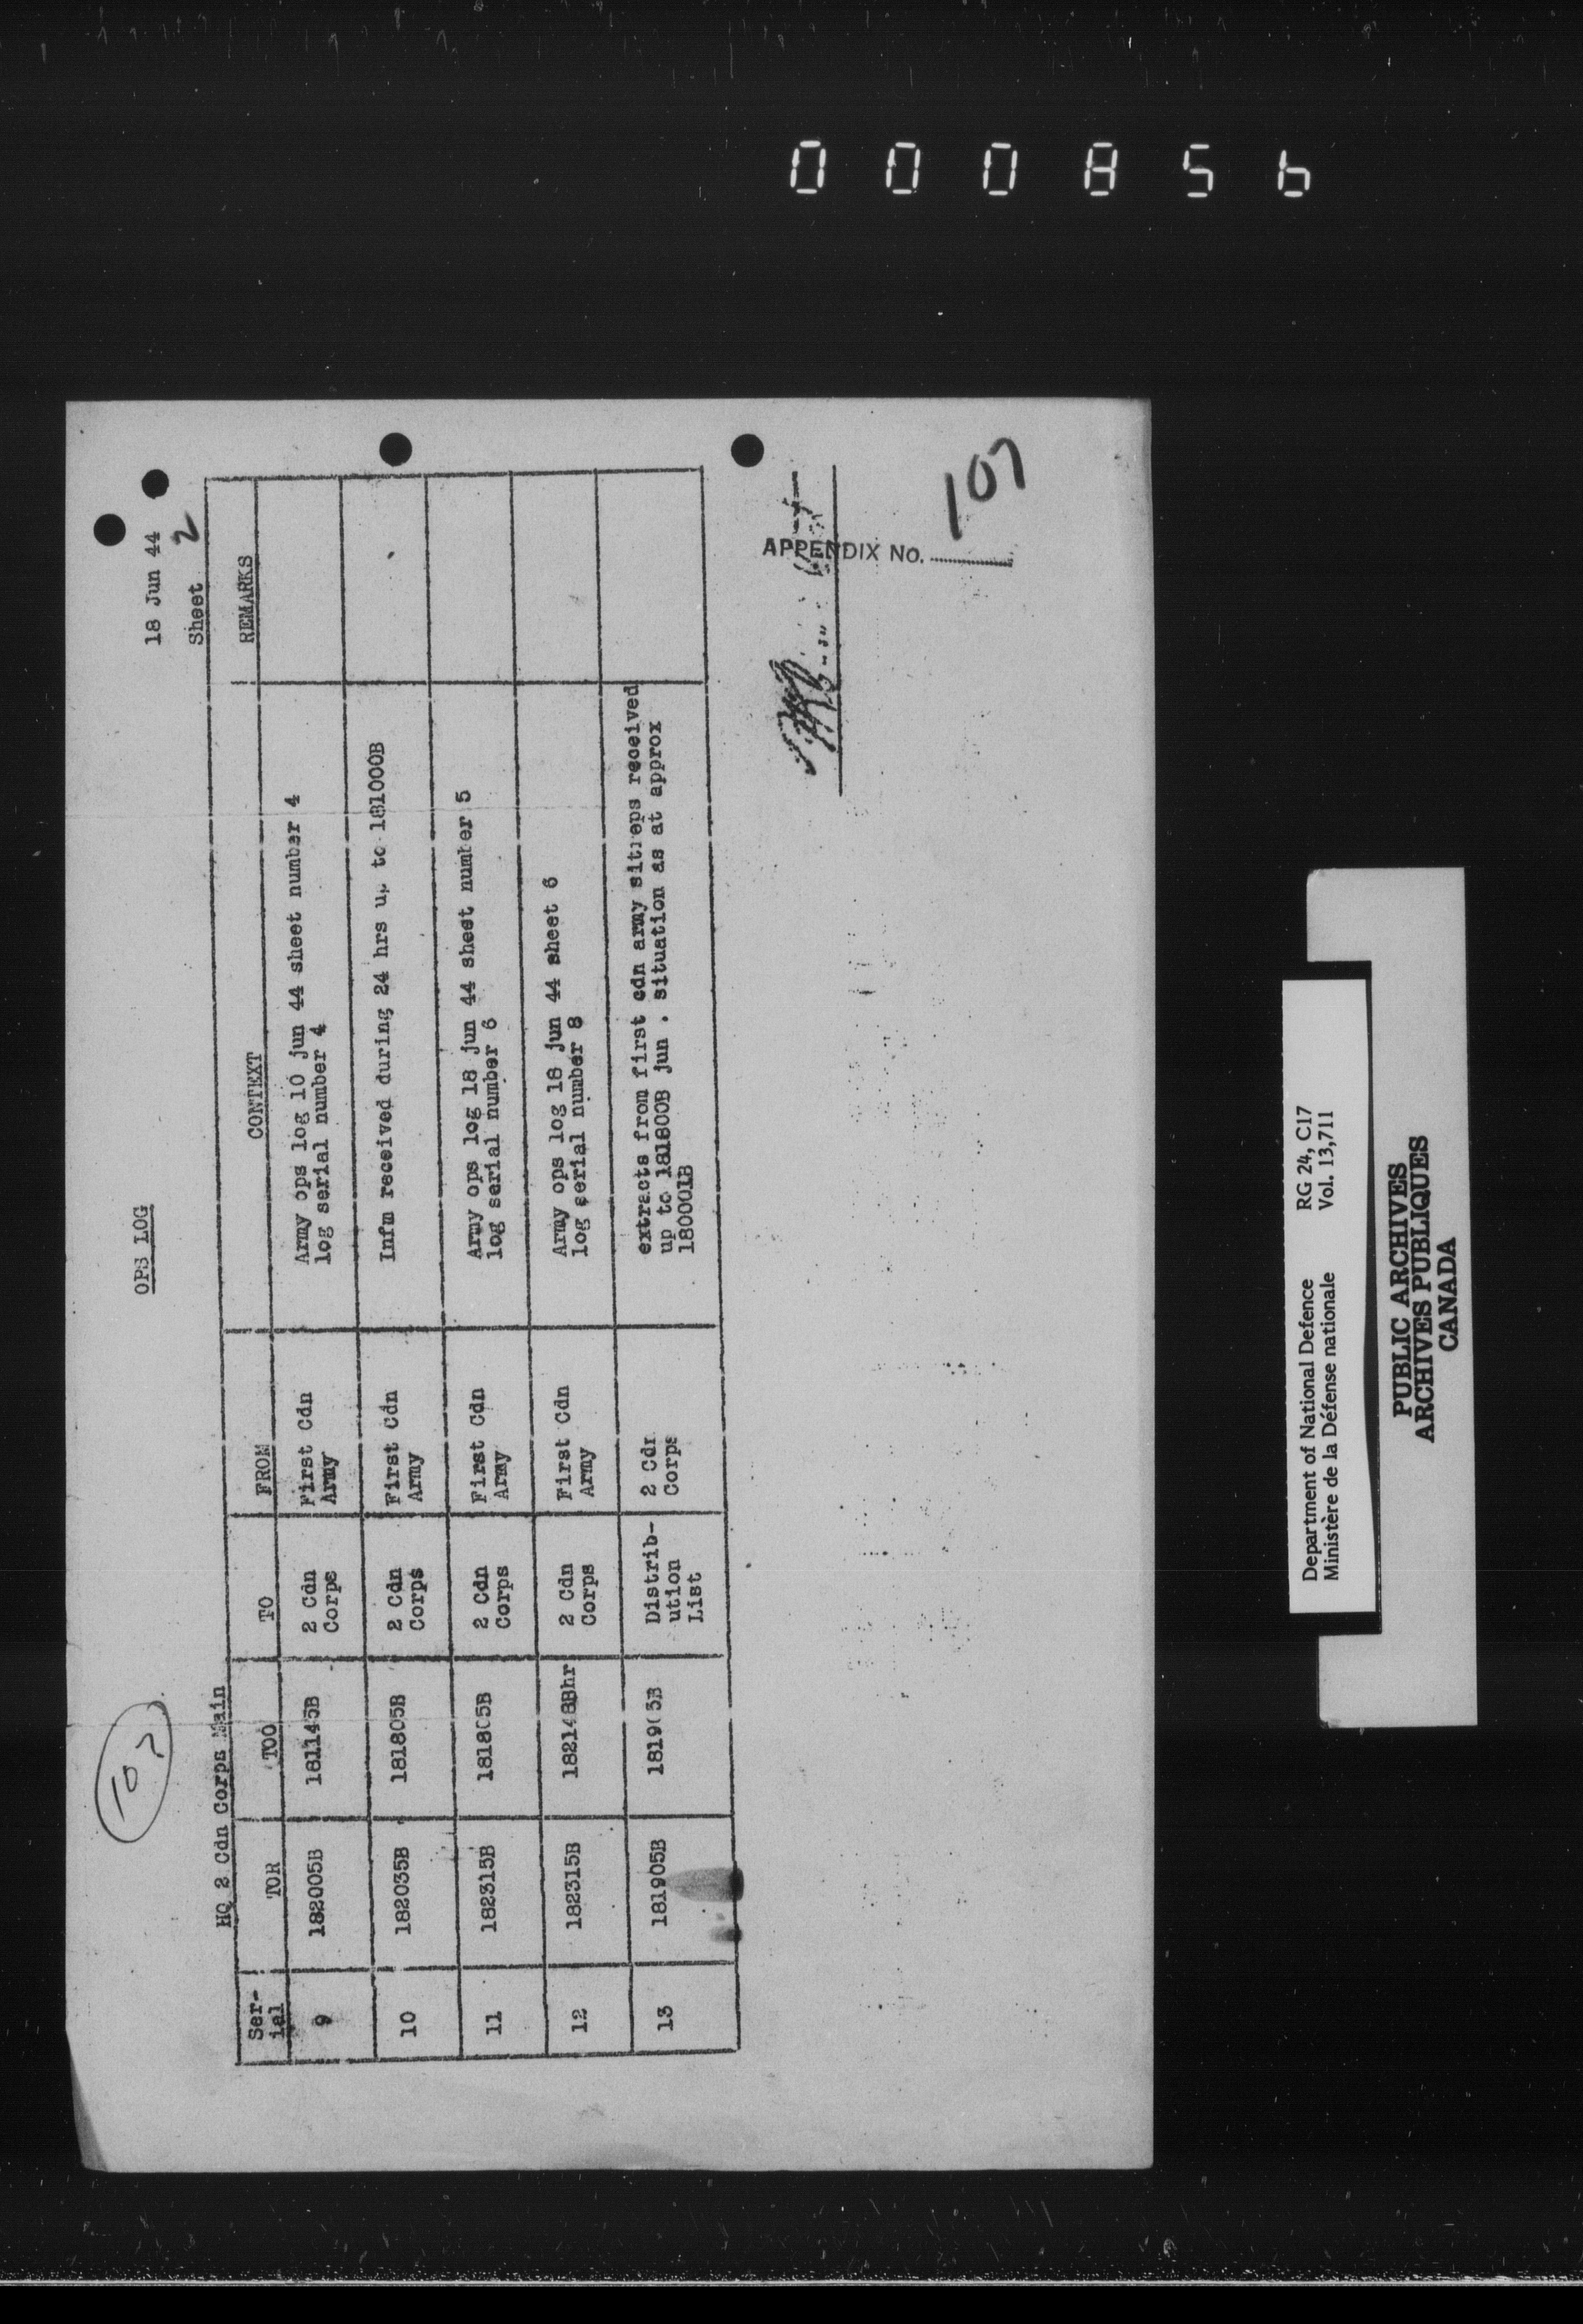 000856
OPS LOG
18 Jun 44
Sheet 2
107
HQ 2 Cdn Corps Main
Ser-
ial
TOR
TOO
TO
FROM
CONTEXT
REMARKS
9
182005B
181145B
2 Cdn
Corps
First Cdn
Army
Army ops log 10 jun 44 sheet number 4
log serial number 4
10
182035B
181805B
2 Cdn
Corps
First Cdn
Army
Infm received during 24 hrs up to 181000B
11
182315B
181805B
2 Cdn
Corps
First Cdn
Army
Army ops log 18 jun 44 sheet number 5
log serial number 6
12
182315B
182148Bhr
2 Cdn
Corps
First Cdn
Army
Army ops log 18 jun 44 sheet 6
log serial number 8
13
181905B
181903B
Distrib-
ution
List
2 Cdn
Corps
extracts from first cdn army sitreps received
up to 181800B jun . situation as at approx
180001B
APPENDIX No.
107
Department of National Defence RG 24, C17
Ministère de la Défense nationale Vol. 13,711
PUBLIC ARCHIVES
ARCHIVES PUBLIQUES
CANADA